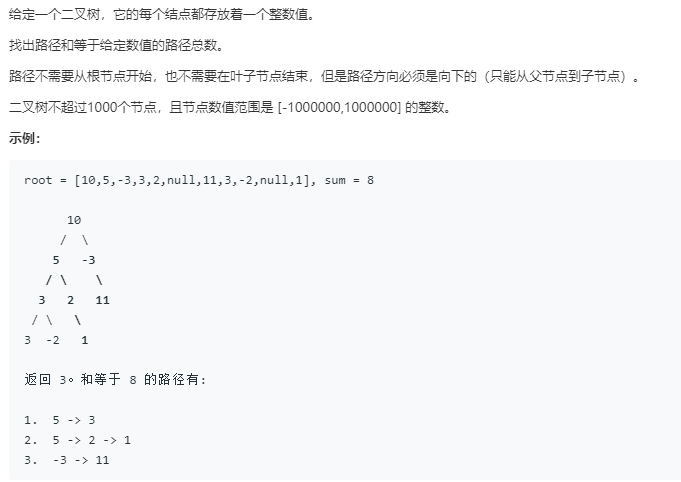 给定一个二叉树，它的每个结点都存放着一个整数值。
找出路径和等于给定数值的路径总数。
路径不需要从根节点开始，也不需要在叶子节点结束，但是路径方向必须是向下的（只能从父节点到子节点）。
二叉树不超过1000个节点，且节点数值范围是 [-1000000,1000000] 的整数。
示例：
root = [10,5,-3,3,2,null,11,3,-2,null,1], sum = 8
      10
     /  \
    5   -3
   / \    \
  3   2   11
 / \   \
3  -2   1
返回 3。和等于 8 的路径有:
1.  5 -> 3
2.  5 -> 2 -> 1
3.  -3 -> 11